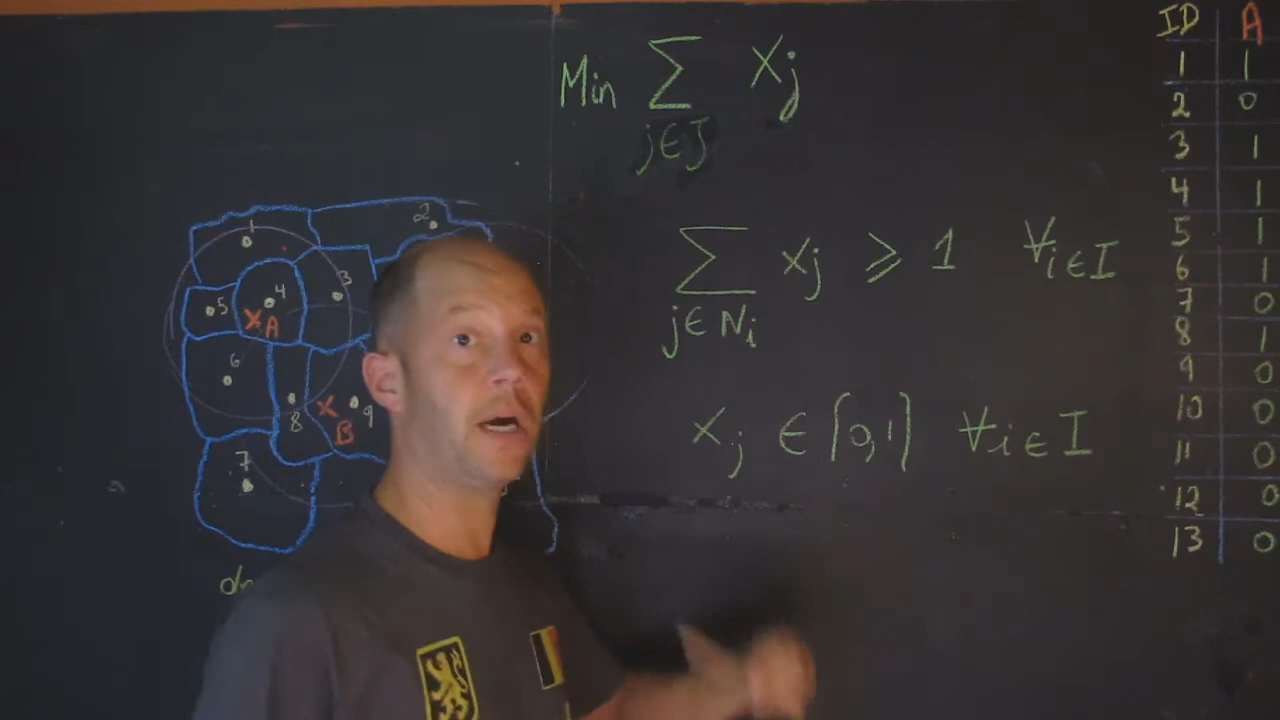 Min ∑ Xj
j∈J
∑ xj ⩾ 1 ∀i∈I
j∈Ni
xj ∈ {0,1} ∀i∈I
1
2
3
4
5
A
6
8
B
9
7
ID A
1 1
2 0
3 1
4 1
5 1
6 1
7 0
8 1
9 0
10 0
11 0
12 0
13 0